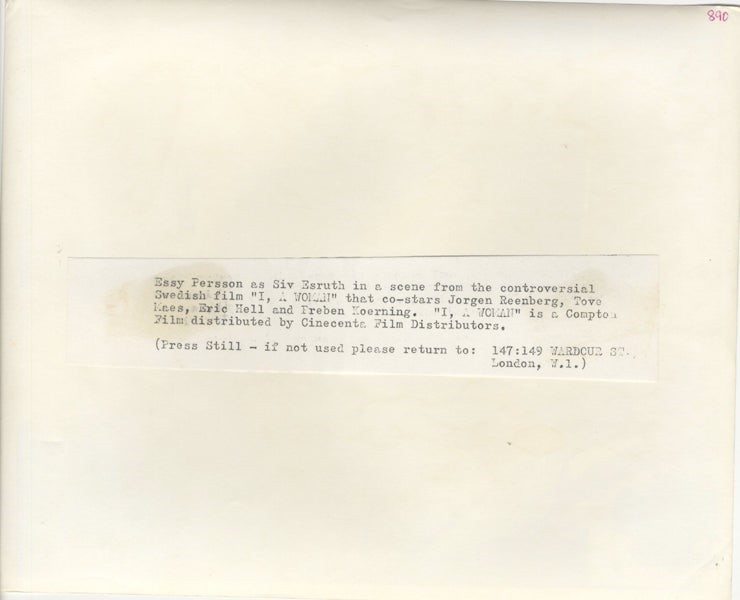 890
Essy Persson as Siv Esruth in a scene from the controversial
Swedish film "I, A WOMAN" that co-stars Jorgen Reenberg, Tove
Maes, Eric Hell and Preben Koerning. "I, A WOMAN" is a Compton
Film distributed by Cinecenta Film Distributors.
(Press Still - if not used please return to: 147:149 WARDOUR ST.,
London, W.1.)